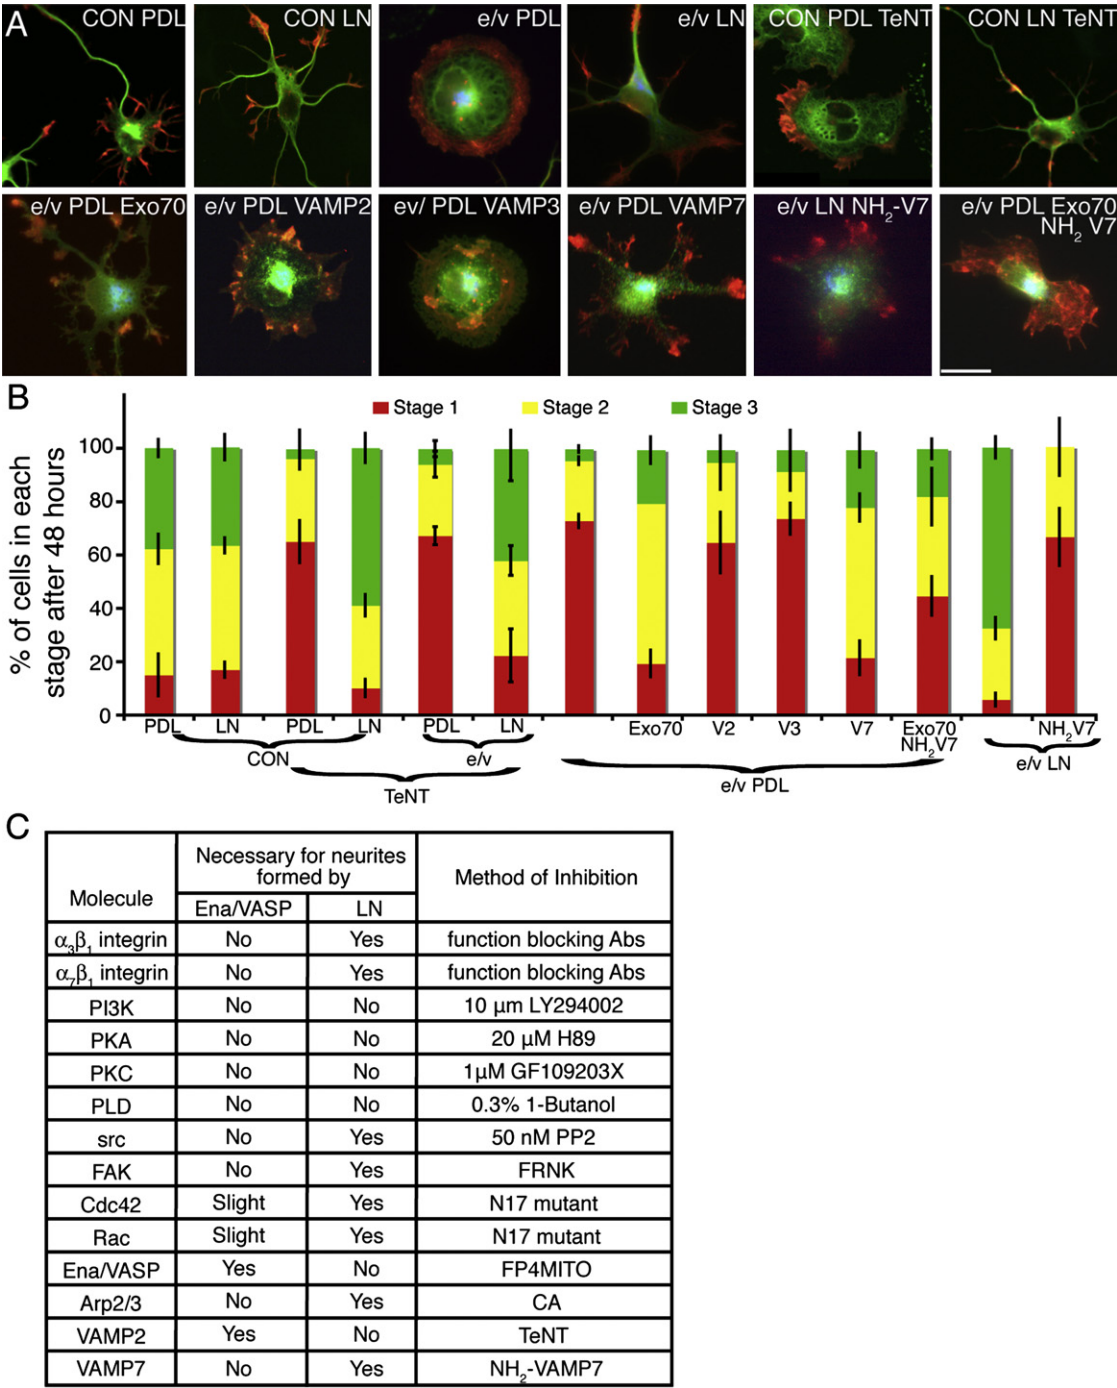 A
CON PDL
CON LN
e/v PDL
e/v LN
CON PDL TeNT
CON LN TeNT
e/v PDL Exo70
e/v PDL VAMP2
ev/ PDL VAMP3
e/v PDL VAMP7
e/v LN NH2-V7
e/v PDL Exo70
NH2 V7
B
Stage 1
Stage 2
Stage 3
% of cells in each
stage after 48 hours
100
80
60
40
20
0
PDL LN PDL LN PDL LN Exo70 V2 V3 V7 Exo70 NH2V7
NH2V7
CON
e/v
TeNT
e/v PDL
e/v LN
C
Molecule
Necessary for neurites
formed by
Method of Inhibition
Ena/VASP LN
α3β1 integrin No Yes function blocking Abs
α7β1 integrin No Yes function blocking Abs
PI3K No No 10 µm LY294002
PKA No No 20 µM H89
PKC No No 1µM GF109203X
PLD No No 0.3% 1-Butanol
src No Yes 50 nM PP2
FAK No Yes FRNK
Cdc42 Slight Yes N17 mutant
Rac Slight Yes N17 mutant
Ena/VASP Yes No FP4MITO
Arp2/3 No Yes CA
VAMP2 Yes No TeNT
VAMP7 No Yes NH2-VAMP7